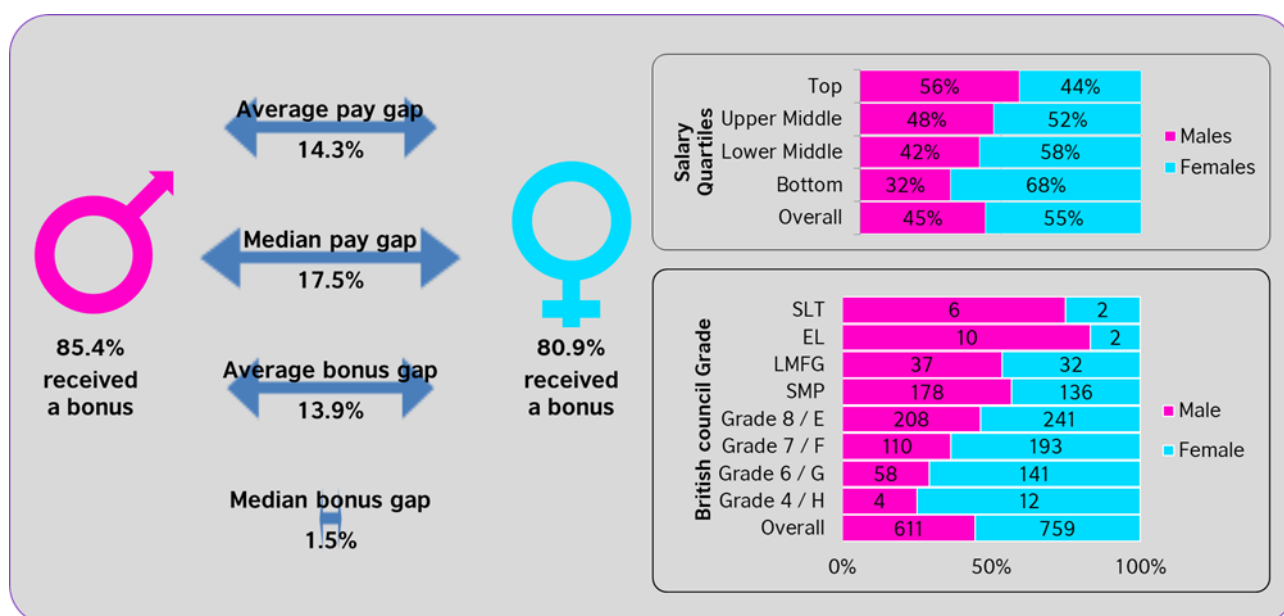 Average pay gap
14.3%
Median pay gap
17.5%
85.4%
received
a bonus
80.9%
received
a bonus
Average bonus gap
13.9%
Median bonus gap
1.5%
Salary
Quartiles
Top 56% 44%
Upper Middle 48% 52%
Lower Middle 42% 58%
Bottom 32% 68%
Overall 45% 55%
Males
Females
British council Grade
SLT 6 2
EL 10 2
LMFG 37 32
SMP 178 136
Grade 8 / E 208 241
Grade 7 / F 110 193
Grade 6 / G 58 141
Grade 4 / H 4 12
Overall 611 759
0% 50% 100%
Male
Female